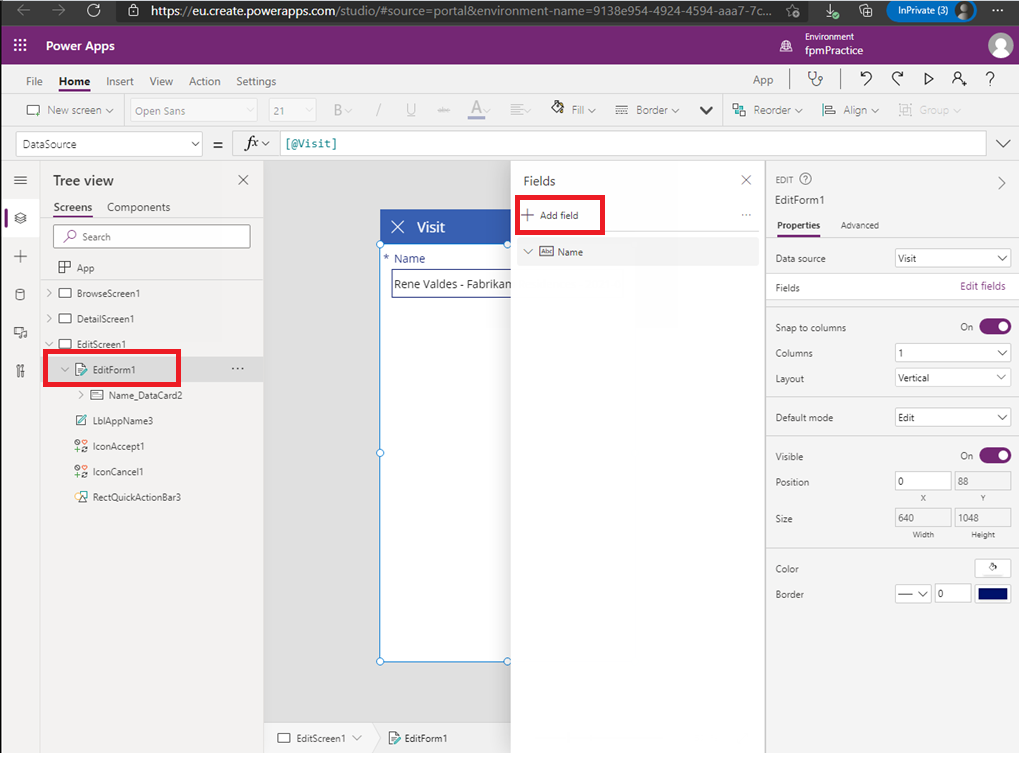 https://eu.create.powerapps.com/studio/#source=portal&environment-name=9138e954-4924-4594-aaa7-7c...
InPrivate (3)
Power Apps
Environment
fpmPractice
File Home Insert View Action Settings
App
?
New screen
Open Sans
21
B / U
A
Fill
Border
Reorder
Align
Group
DataSource
= fx
[@Visit]
Tree view
Screens Components
Search
App
BrowseScreen1
DetailScreen1
EditScreen1
EditForm1
...
Name_DataCard2
LblAppName3
IconAccept1
IconCancel1
RectQuickActionBar3
Visit
* Name
Rene Valdes - Fabrikam
EditScreen1
EditForm1
Fields
Add field
...
Abc Name
EDIT ?
EditForm1
Properties Advanced
Data source Visit
Fields Edit fields
Snap to columns On
Columns 1
Layout Vertical
Default mode Edit
Visible On
Position 0 88
X Y
Size 640 1048
Width Height
Color
Border 0